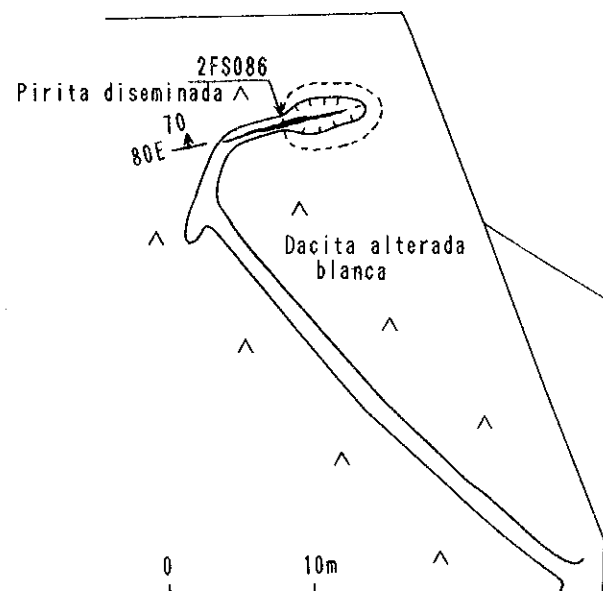 2FS086
Pirita diseminada
70
80E
Dacita alterada
blanca
0 10m